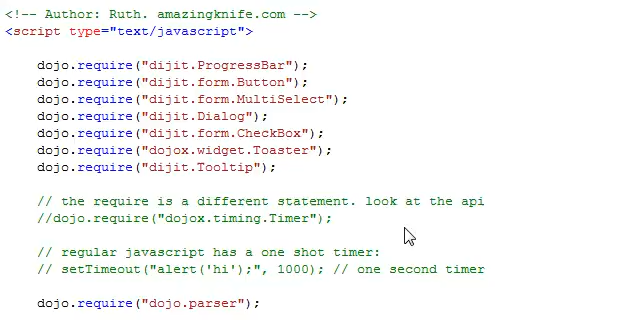 <!-- Author: Ruth. amazingknife.com -->
<script type="text/javascript">
dojo.require("dijit.ProgressBar");
dojo.require("dijit.form.Button");
dojo.require("dijit.form.MultiSelect");
dojo.require("dijit.Dialog");
dojo.require("dijit.form.CheckBox");
dojo.require("dojox.widget.Toaster");
dojo.require("dijit.Tooltip");
// the require is a different statement. look at the api
//dojo.require("dojox.timing.Timer");
// regular javascript has a one shot timer:
// setTimeout("alert('hi');", 1000); // one second timer
dojo.require("dojo.parser");